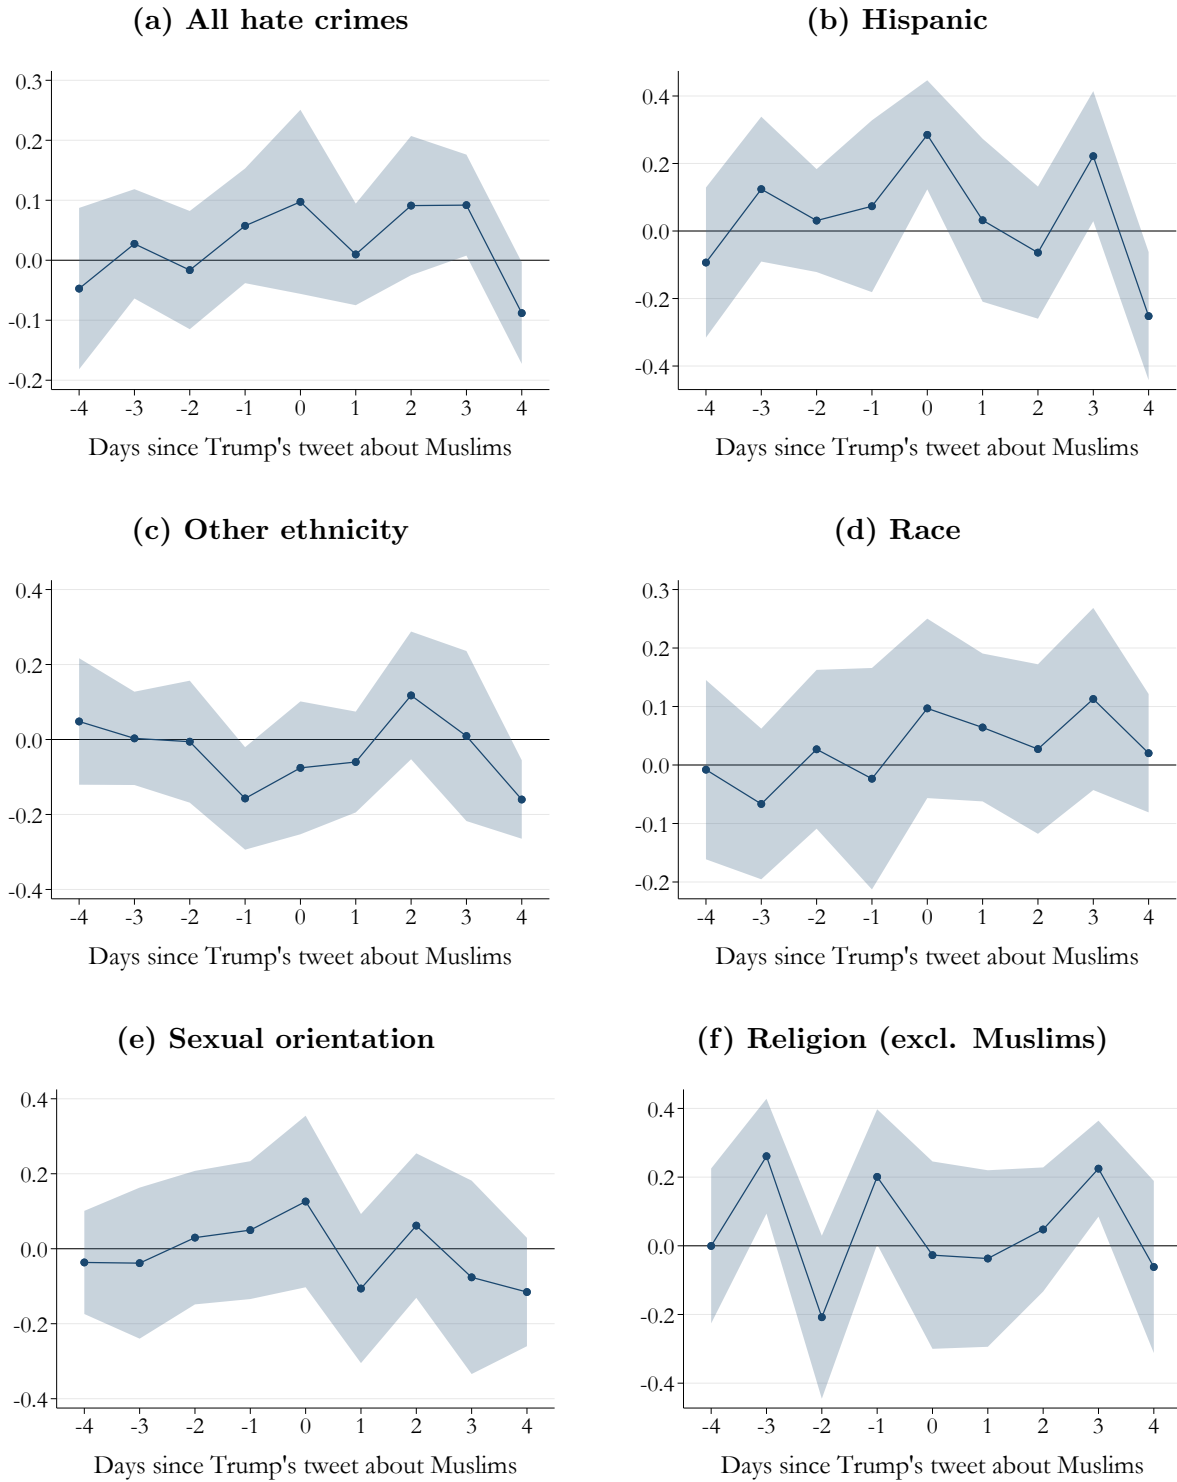 (a) All hate crimes
0.3
0.2
0.1
0.0
-0.1
-0.2
-4 -3 -2 -1 0 1 2 3 4
Days since Trump's tweet about Muslims
(b) Hispanic
0.4
0.2
0.0
-0.2
-0.4
-4 -3 -2 -1 0 1 2 3 4
Days since Trump's tweet about Muslims
(c) Other ethnicity
0.4
0.2
0.0
-0.2
-0.4
-4 -3 -2 -1 0 1 2 3 4
Days since Trump's tweet about Muslims
(d) Race
0.3
0.2
0.1
0.0
-0.1
-0.2
-4 -3 -2 -1 0 1 2 3 4
Days since Trump's tweet about Muslims
(e) Sexual orientation
0.4
0.2
0.0
-0.2
-0.4
-4 -3 -2 -1 0 1 2 3 4
Days since Trump's tweet about Muslims
(f) Religion (excl. Muslims)
0.4
0.2
0.0
-0.2
-0.4
-4 -3 -2 -1 0 1 2 3 4
Days since Trump's tweet about Muslims